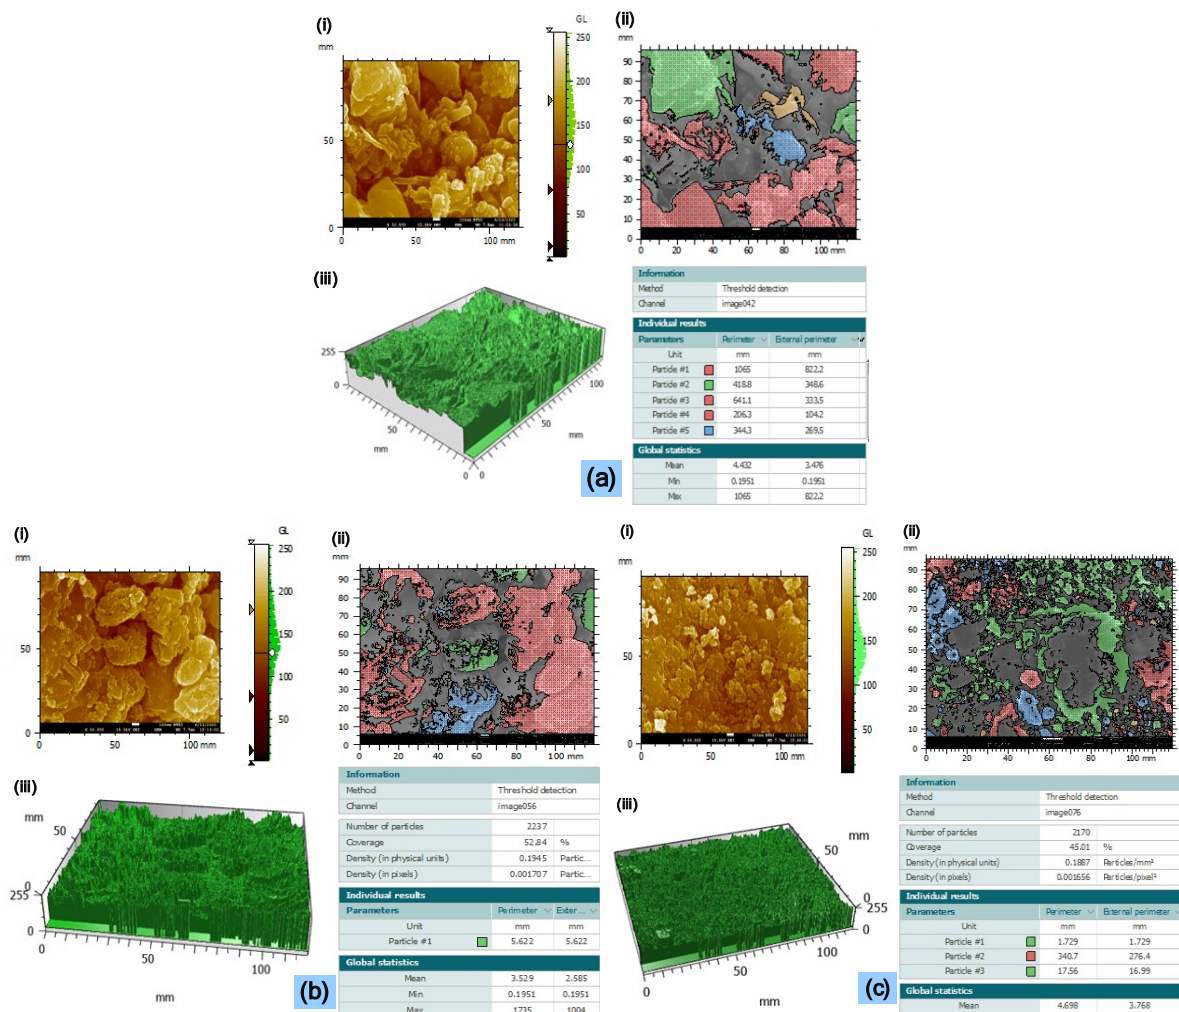 (i)
GL
mm
250
200
150
100
50
50
0
0
50
100 mm
(ii)
mm
90
80
70
60
50
40
30
20
10
0
0
20
40
60
80
100 mm
(iii)
255
0
100
50
mm
50
mm
0
0
Information
Method Threshold detection
Channel image042
Individual results
Parameters Perimeter External perimeter
Unit mm mm
Particle #1 1065 822.2
Particle #2 418.8 348.6
Particle #3 641.1 333.5
Particle #4 206.3 104.2
Particle #5 344.3 269.5
Global statistics
Mean 4.432 3.476
Min 0.1951 0.1951
Max 1065 822.2
(a)
(i)
GL
mm
250
200
150
100
50
50
0
0
50
100 mm
(ii)
mm
90
80
70
60
50
40
30
20
10
0
0
20
40
60
80
100 mm
(iii)
mm
50
0
255
0
0
50
100
mm
Information
Method Threshold detection
Channel image056
Number of particles 2237
Coverage 52.84 %
Density (in physical units) 0.1945 Partic...
Density (in pixels) 0.001707 Partic...
Individual results
Parameters Perimeter Exter...
Unit mm mm
Particle #1 5.622 5.622
Global statistics
Mean 3.529 2.585
Min 0.1951 0.1951
Max 1735 1004
(b)
(i)
GL
mm
250
200
150
100
50
50
0
0
50
100 mm
(ii)
mm
90
80
70
60
50
40
30
20
10
0
0
20
40
60
80
100 mm
(iii)
mm
50
0
255
0
100
50
0
mm
Information
Method Threshold detection
Channel image076
Number of particles 2170
Coverage 45.01 %
Density (in physical units) 0.1887 Particles/mm²
Density (in pixels) 0.001656 Particles/pixel²
Individual results
Parameters Perimeter External perimeter
Unit mm mm
Particle #1 1.729 1.729
Particle #2 340.7 276.4
Particle #3 17.56 16.99
Global statistics
Mean 4.698 3.768
(c)